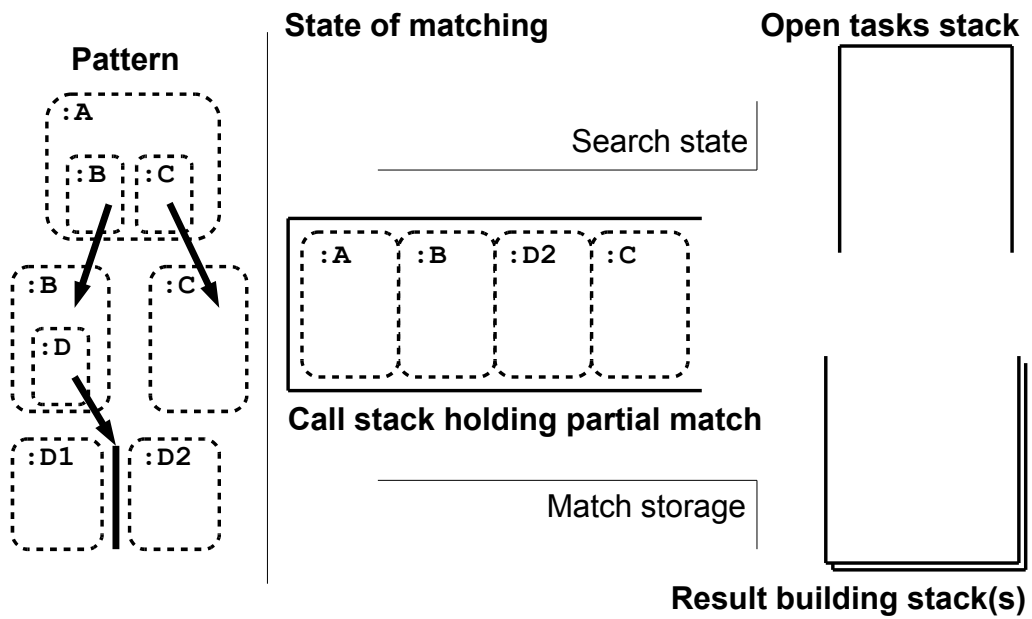 State of matching
Open tasks stack
Pattern
:A
:B :C
Search state
:B :C
:D
:A :B :D2 :C
Call stack holding partial match
:D1 :D2
Match storage
Result building stack(s)